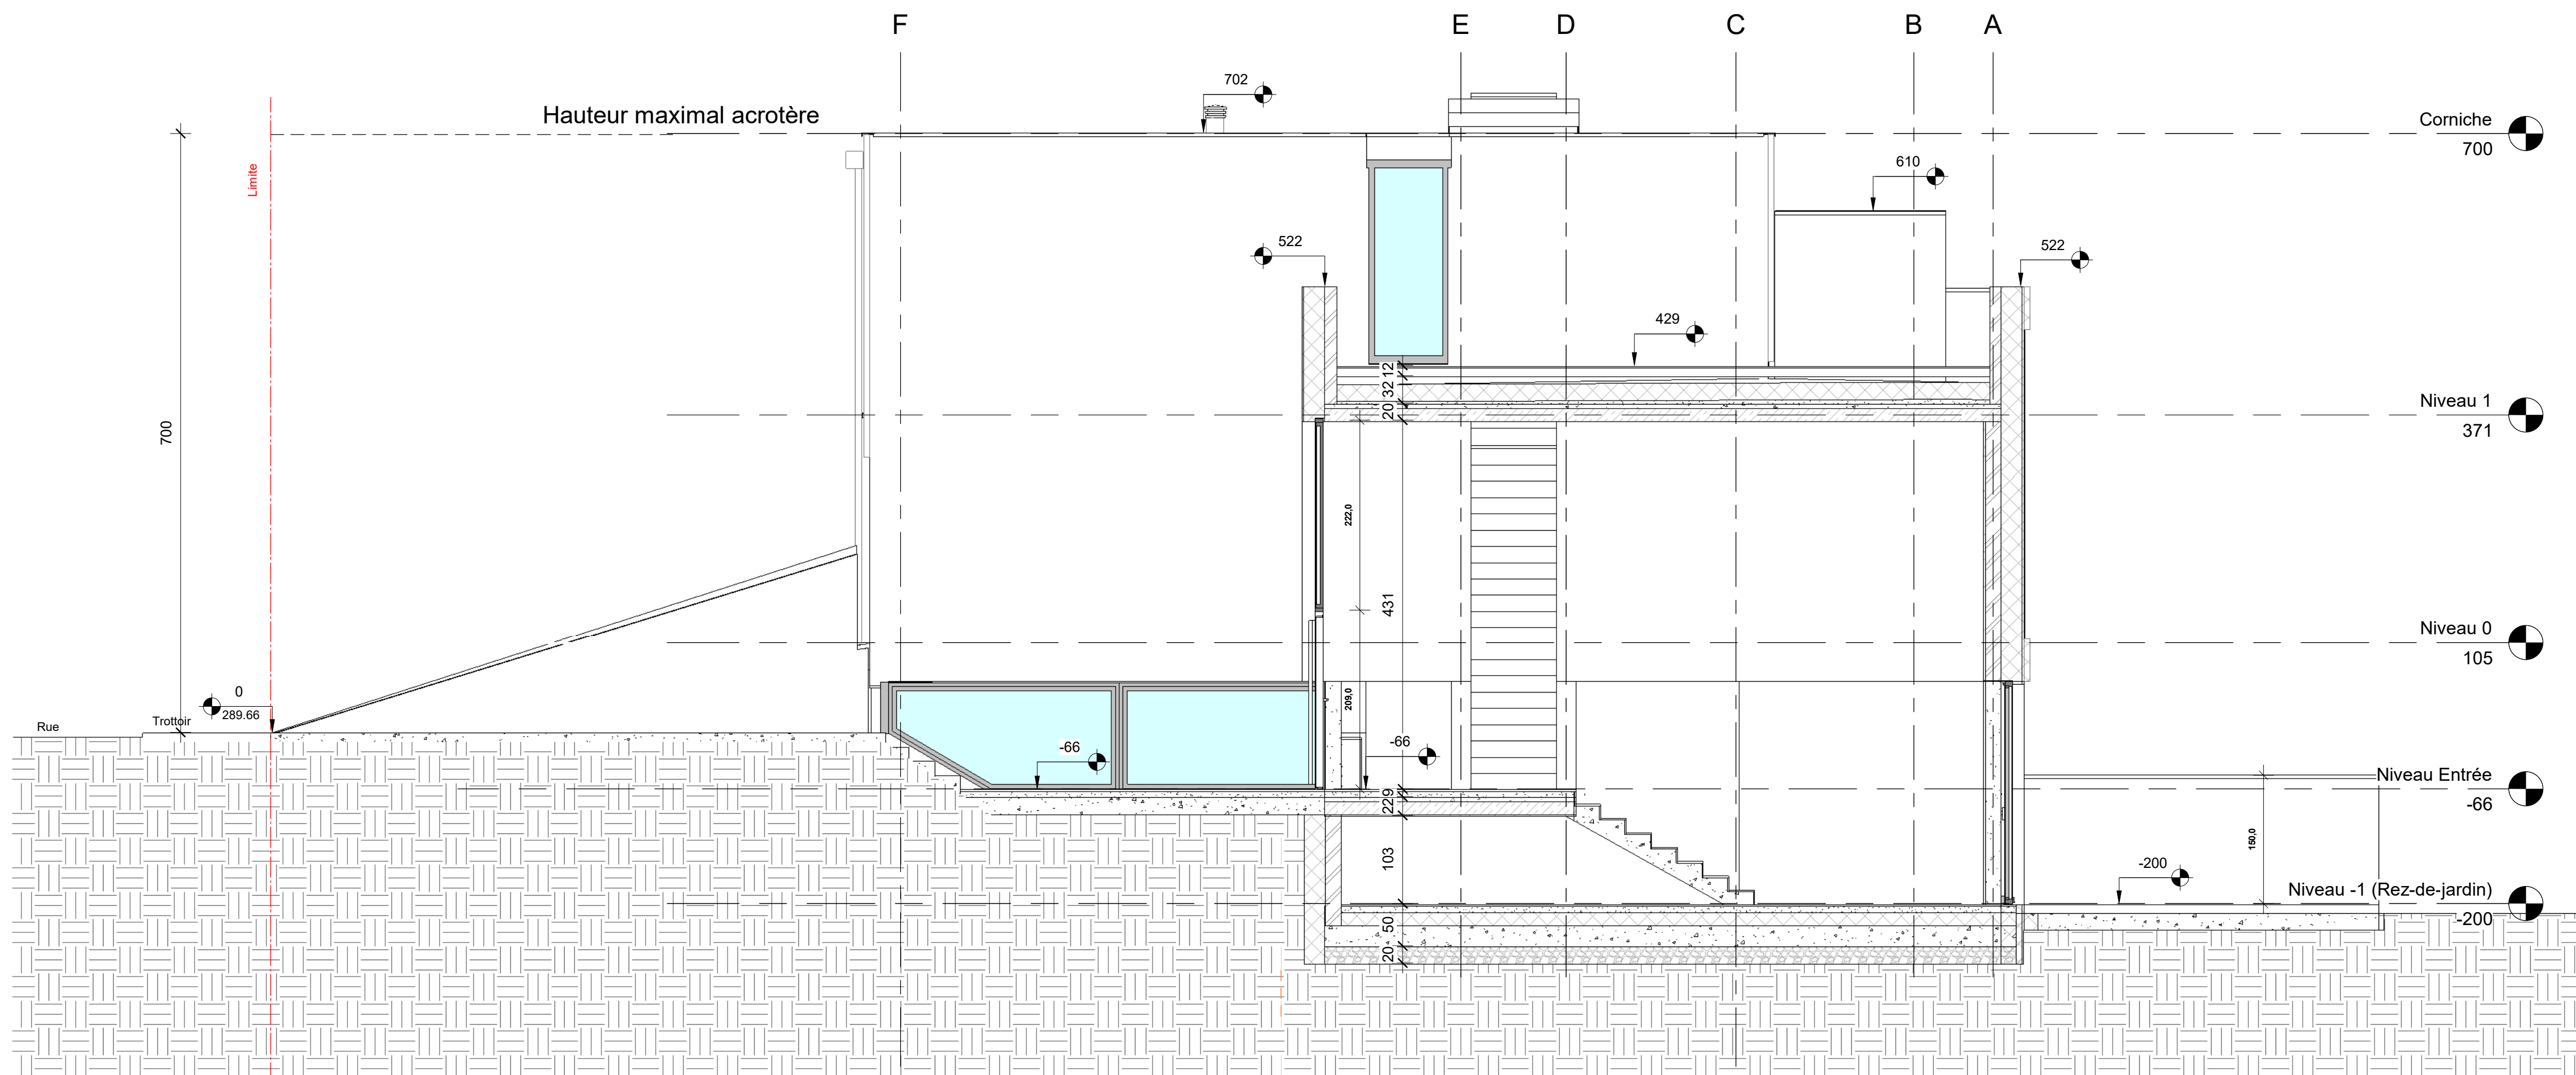 F
E
D
C
B
A
702
Hauteur maximal acrotère
Corniche
700
Limite
610
522
522
429
12
32
20
Niveau 1
371
700
222,0
431
Niveau 0
105
209,0
0
289.66
Rue
Trottoir
-66
-66
Niveau Entrée
-66
229
103
150,0
-200
Niveau -1 (Rez-de-jardin)
-200
50
20